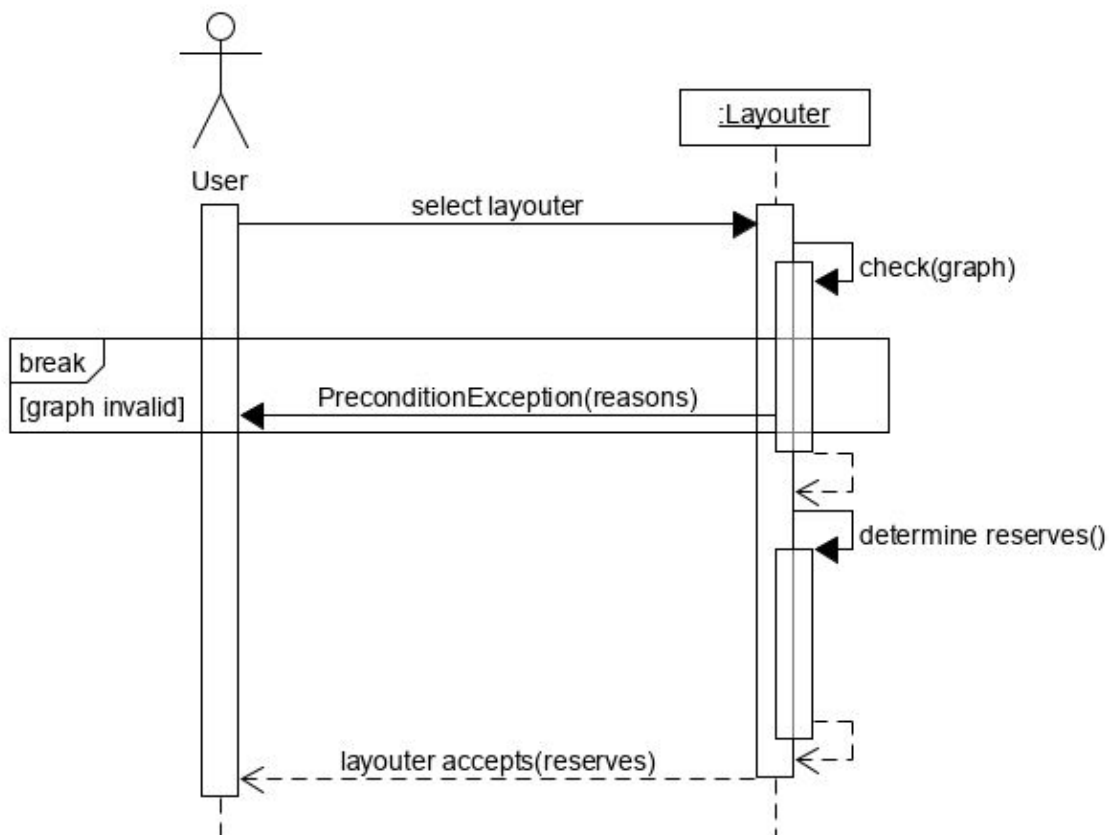 :Layouter
User
select layouter
check(graph)
break
[graph invalid]
PreconditionException(reasons)
determine reserves()
layouter accepts(reserves)